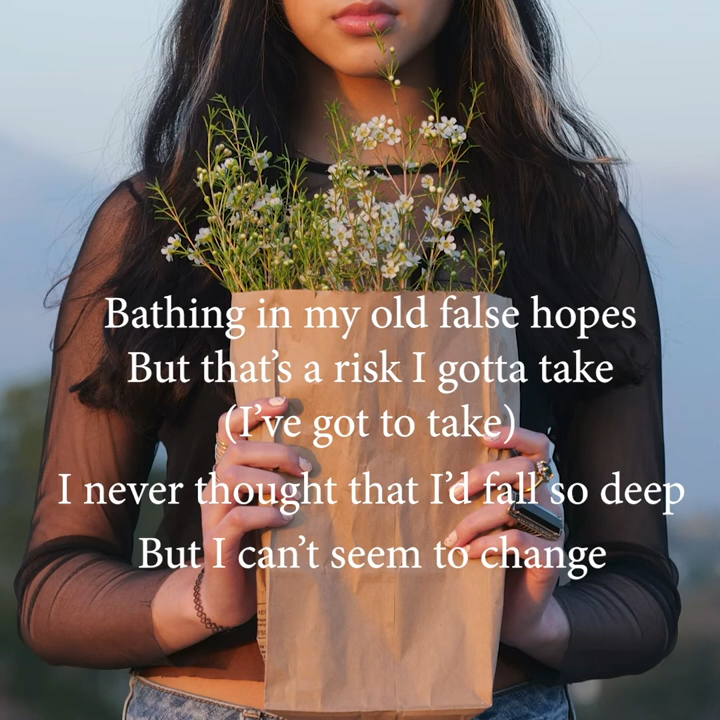 Bathing in my old false hopes
But that's a risk I gotta take
(I've got to take)
I never thought that I'd fall so deep
But I can't seem to change